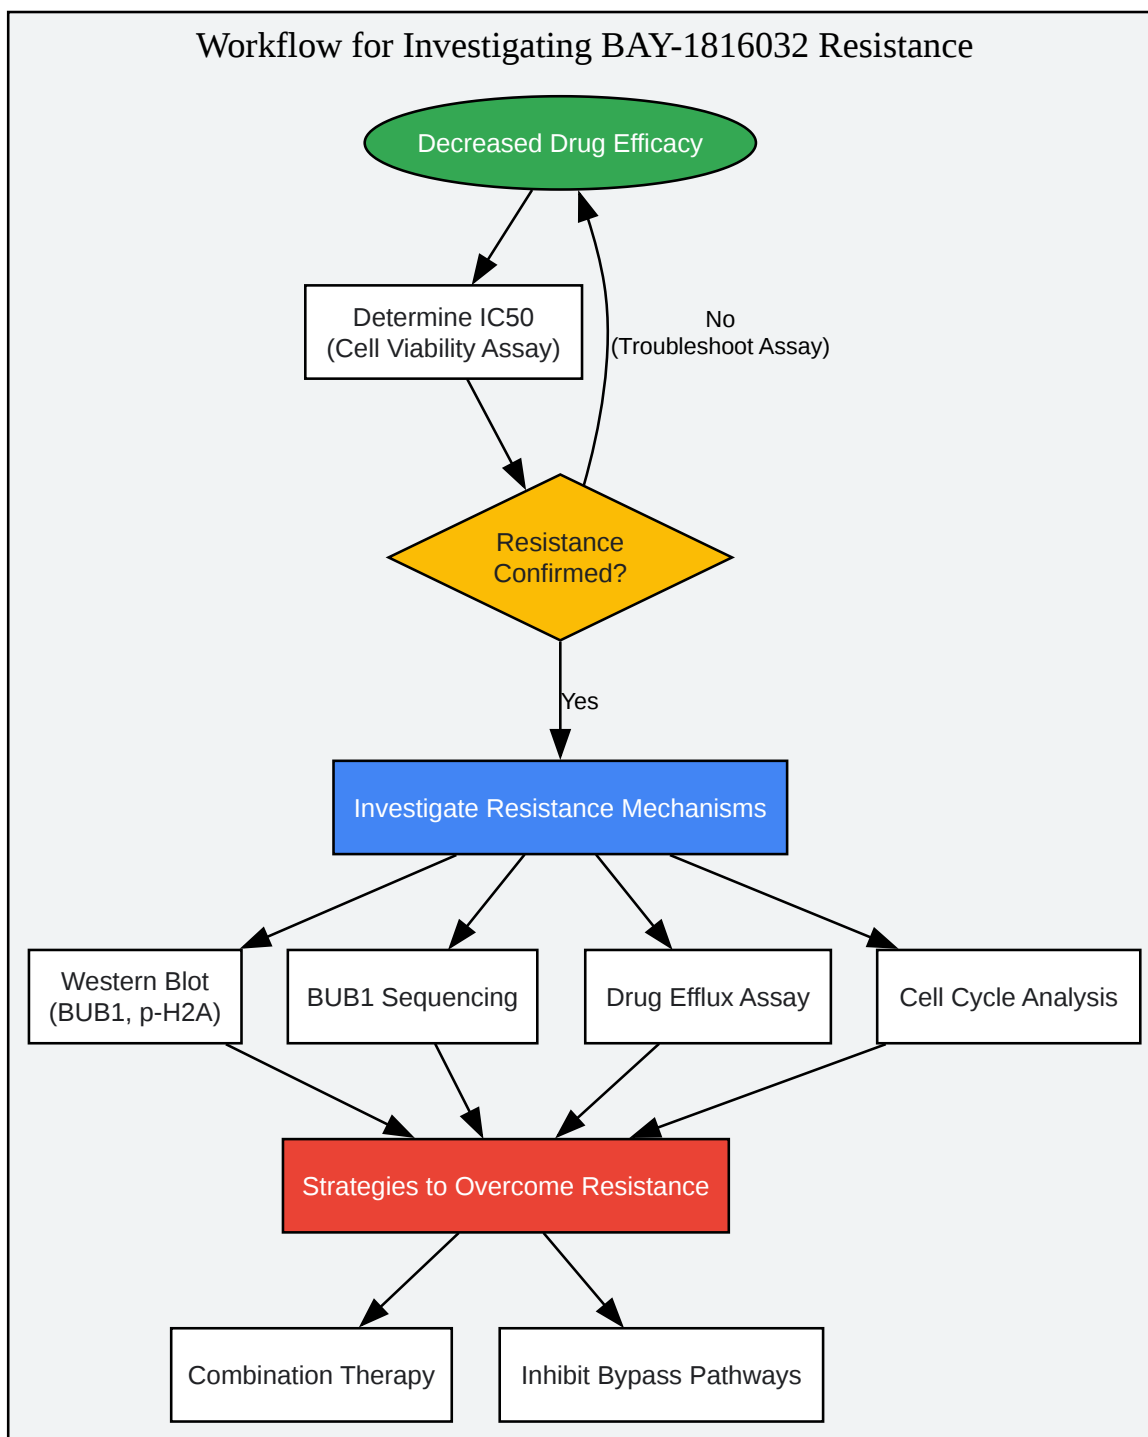 Workflow for Investigating BAY-1816032 Resistance
Decreased Drug Efficacy
Determine IC50
(Cell Viability Assay)
No
(Troubleshoot Assay)
Resistance
Confirmed?
Yes
Investigate Resistance Mechanisms
Western Blot
(BUB1, p-H2A)
BUB1 Sequencing
Drug Efflux Assay
Cell Cycle Analysis
Strategies to Overcome Resistance
Combination Therapy
Inhibit Bypass Pathways